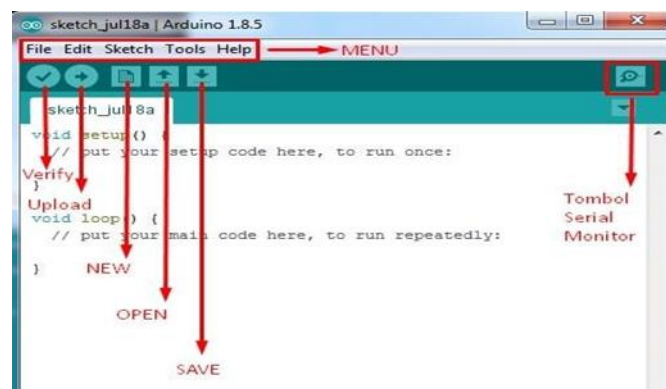 sketch_jul18a | Arduino 1.8.5
File Edit Sketch Tools Help
MENU
sketch_jul18a
void setup() {
// put your setup code here, to run once:
Verify
}
Upload
void loop() {
// put your main code here, to run repeatedly:
}
NEW
OPEN
SAVE
Tombol
Serial
Monitor